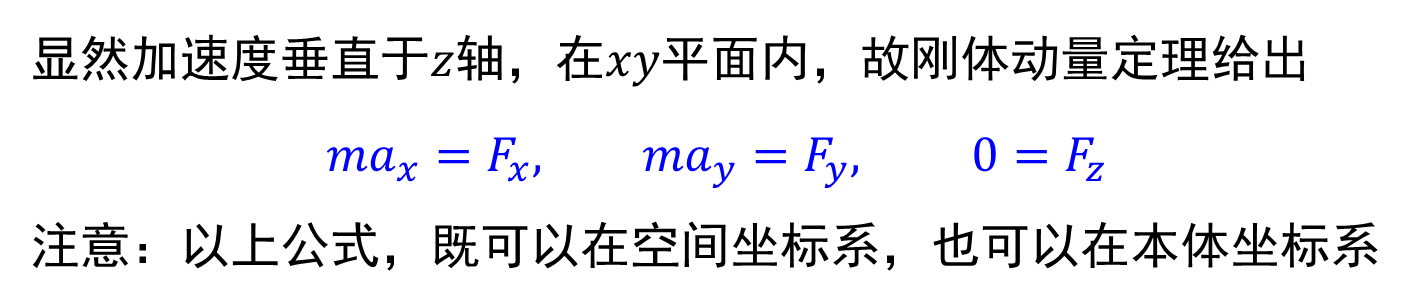 显然加速度垂直于z轴，在xy平面内，故刚体动量定理给出
ma_x = F_x,  ma_y = F_y,  0 = F_z
注意：以上公式，既可以在空间坐标系，也可以在本体坐标系